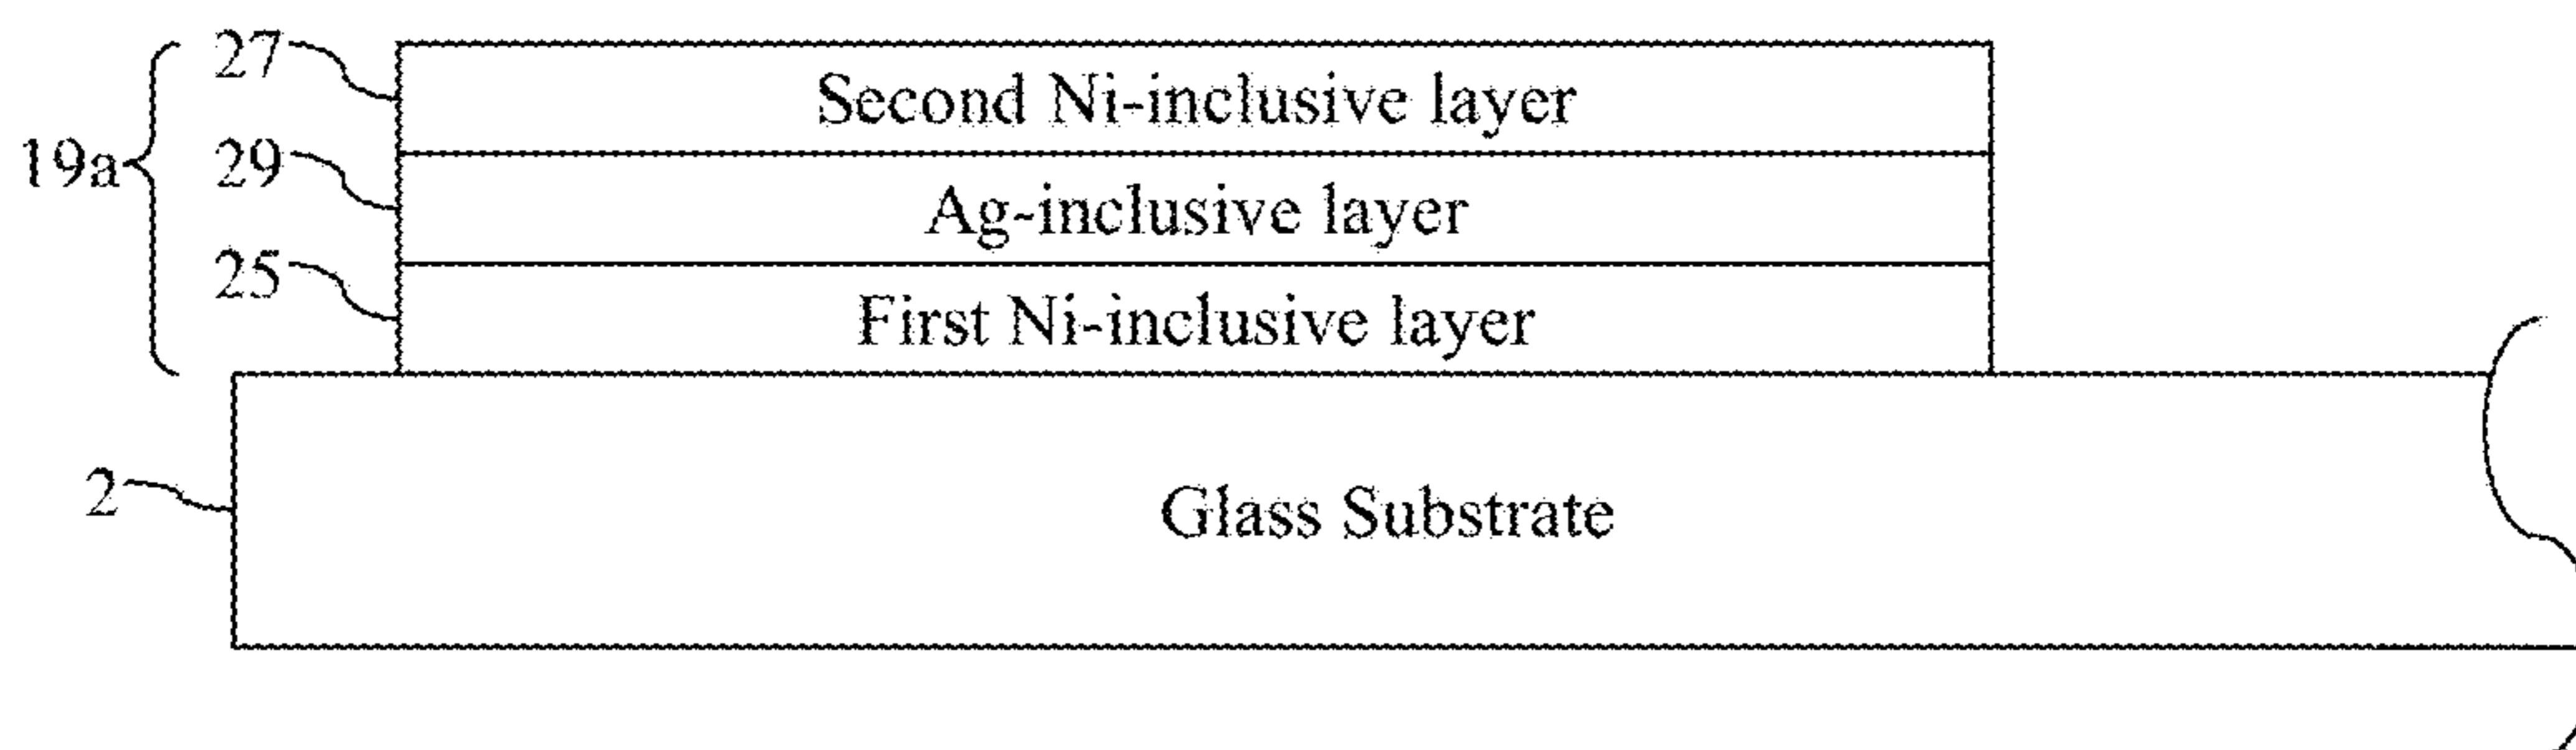 27 Second Ni-inclusive layer
19a 29 Ag-inclusive layer
25 First Ni-inclusive layer
2 Glass Substrate